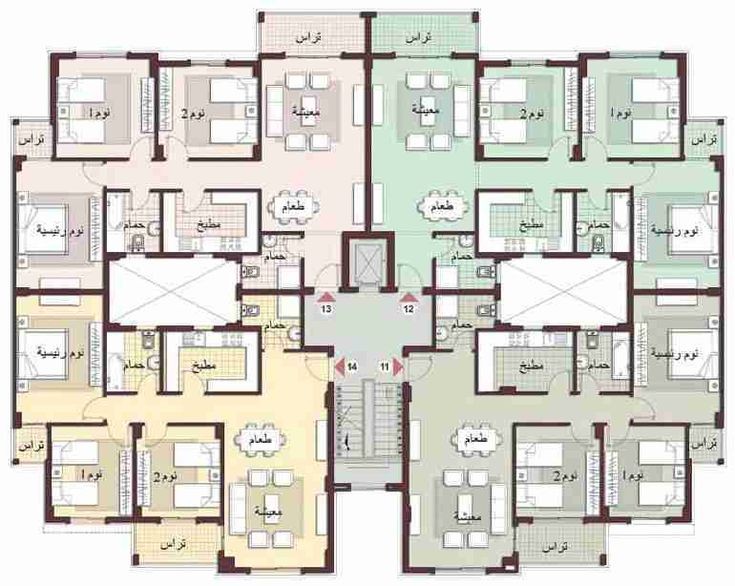 تراس
تراس
نوم 1
نوم 2
معيشة
معيشة
نوم 2
نوم 1
تراس
تراس
طعام
طعام
حمام
مطبخ
مطبخ
حمام
نوم رئيسية
نوم رئيسية
حمام
حمام
13
12
حمام
حمام
نوم رئيسية
نوم رئيسية
حمام
مطبخ
مطبخ
حمام
14
11
طعام
طعام
تراس
تراس
نوم 1
نوم 2
نوم 2
نوم 1
معيشة
معيشة
تراس
تراس